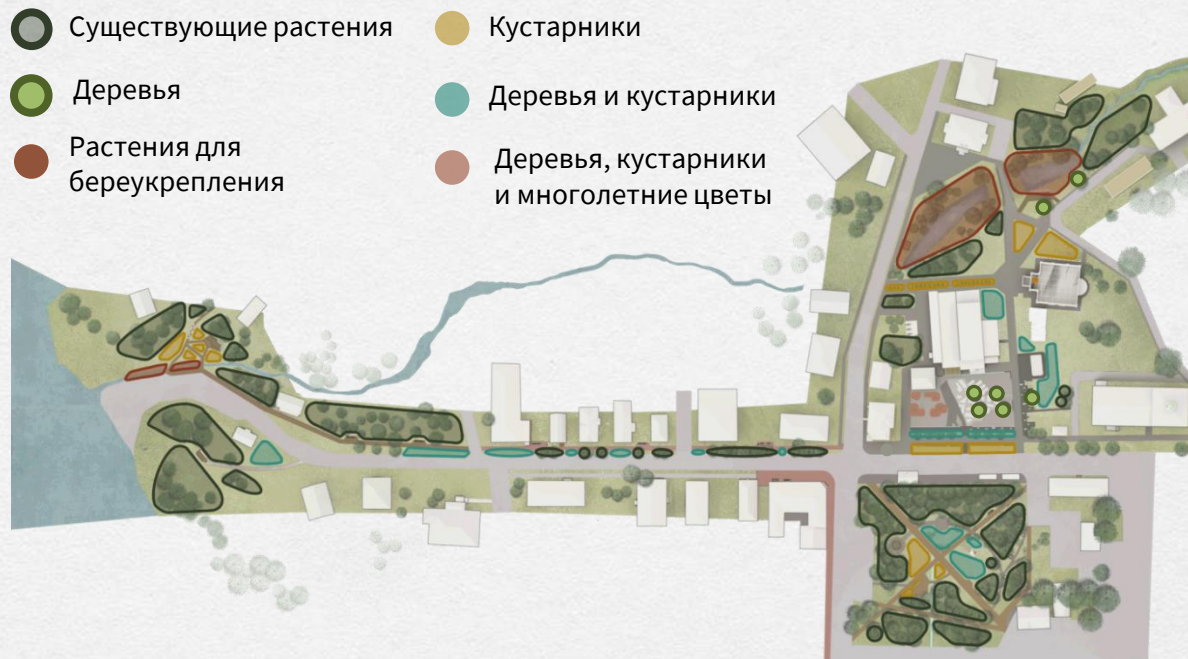 Существующие растения
Деревья
Растения для
береукрепления
Кустарники
Деревья и кустарники
Деревья, кустарники
и многолетние цветы